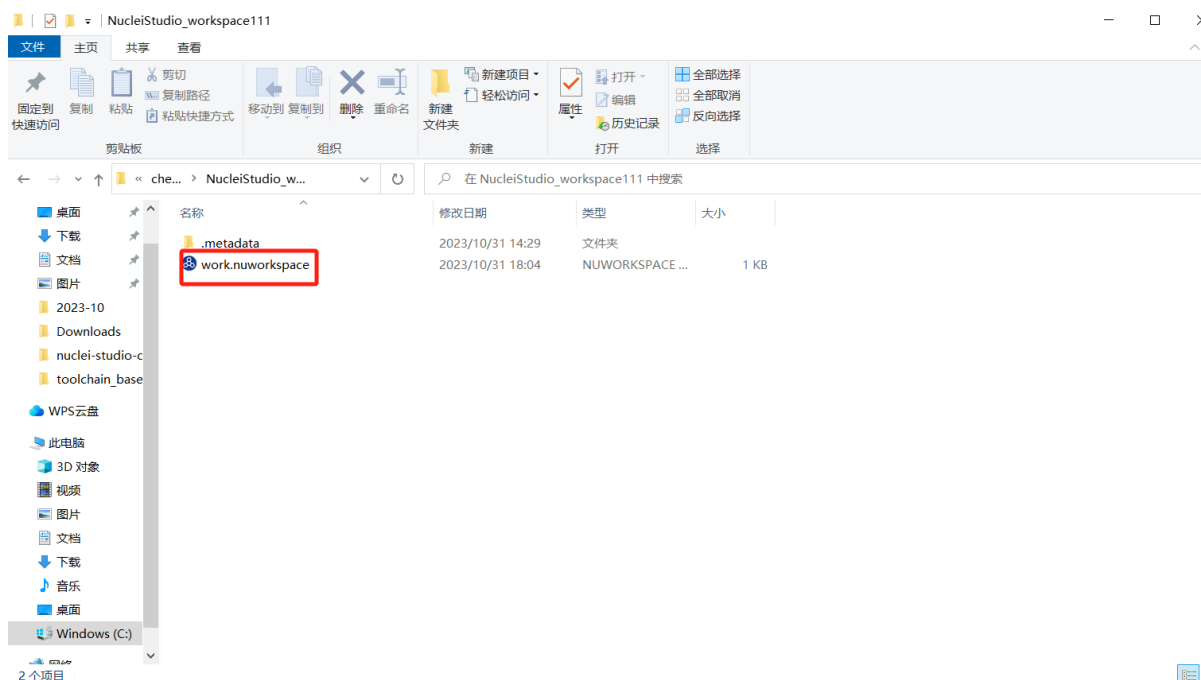 NucleiStudio_workspace111
文件 主页 共享 查看
固定到
快速访问
复制
粘贴
剪切
复制路径
粘贴快捷方式
剪贴板
移动到
复制到
删除
重命名
组织
新建
文件夹
新建项目
轻松访问
新建
属性
打开
编辑
历史记录
打开
全部选择
全部取消
反向选择
选择
« che... › NucleiStudio_w...
在 NucleiStudio_workspace111 中搜索
名称 修改日期 类型 大小
.metadata 2023/10/31 14:29 文件夹
work.nuworkspace 2023/10/31 18:04 NUWORKSPACE ... 1 KB
桌面
下载
文档
图片
2023-10
Downloads
nuclei-studio-c
toolchain_base
WPS云盘
此电脑
3D 对象
视频
图片
文档
下载
音乐
桌面
Windows (C:)
网络
2 个项目